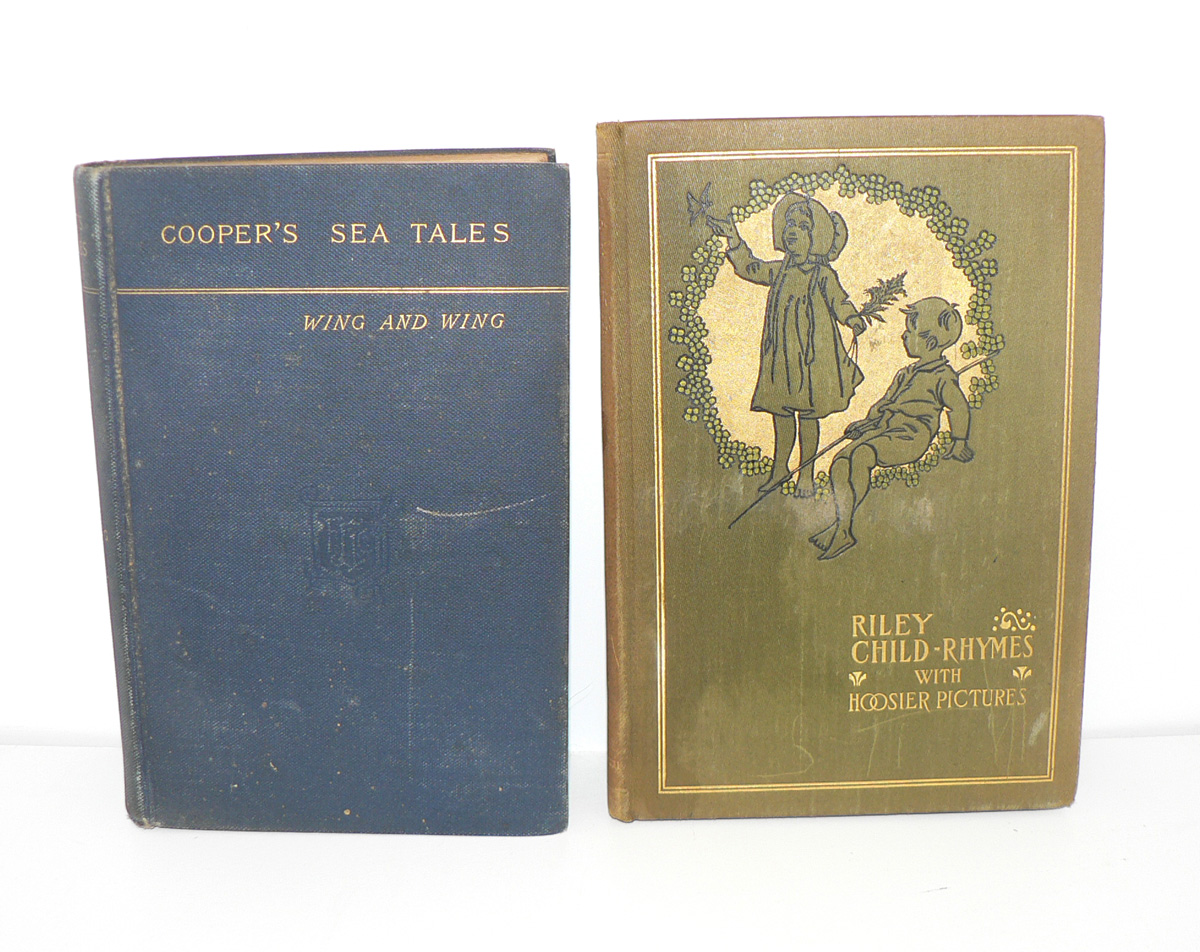 COOPER'S SEA TALES
WING AND WING
RILEY
CHILD-RHYMES
WITH
HOOSIER PICTURES